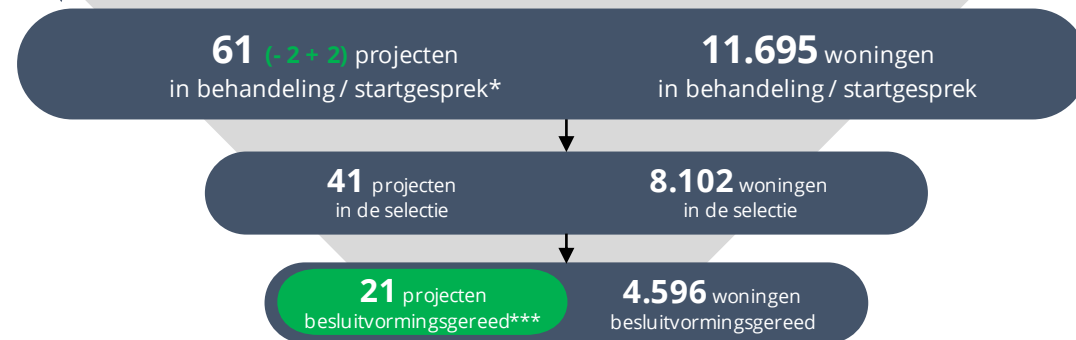 61 (- 2 + 2) projecten
in behandeling / startgesprek*
11.695 woningen
in behandeling / startgesprek
41 projecten
in de selectie
8.102 woningen
in de selectie
21 projecten
besluitvormingsgereed***
4.596 woningen
besluitvormingsgereed